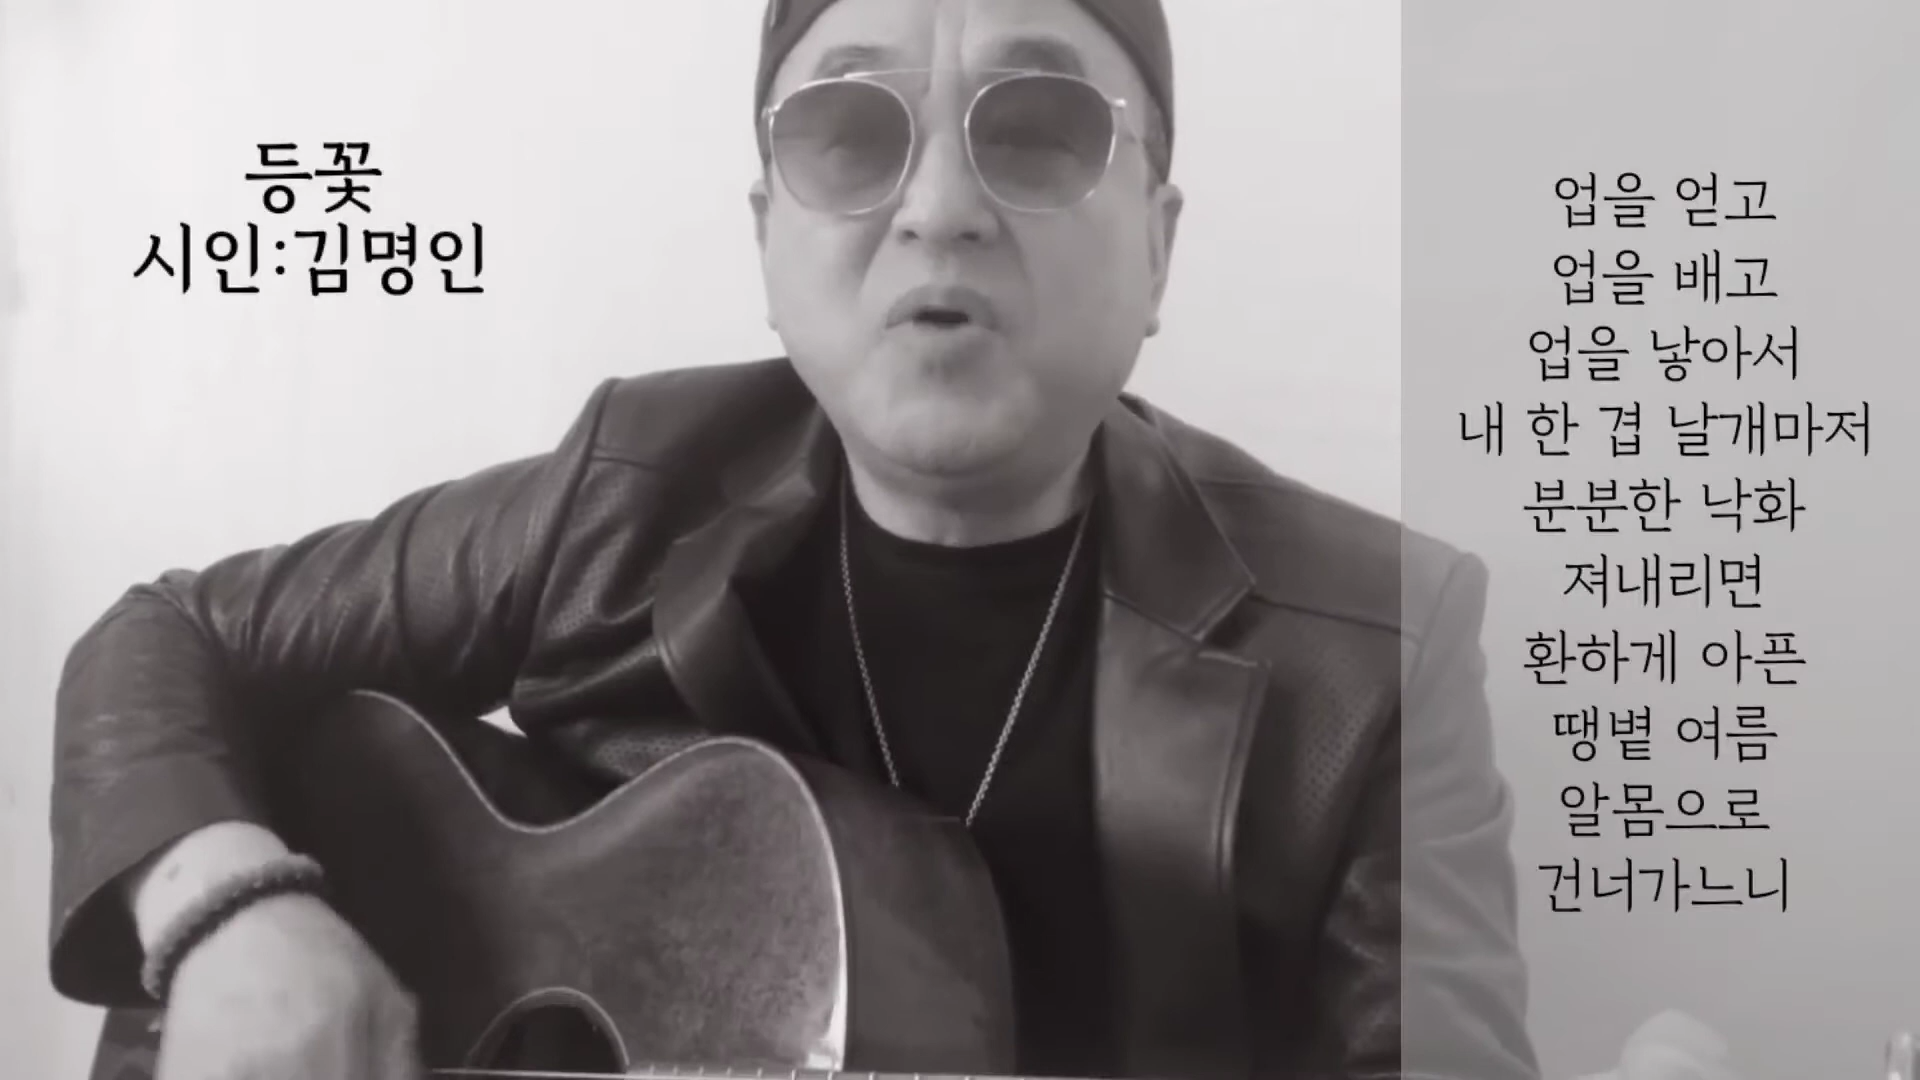 등꽃
시인:김명인
업을 얻고
업을 배고
업을 낳아서
내 한 겹 날개마저
분분한 낙화
져내리면
환하게 아픈
땡볕 여름
알몸으로
건너가느니